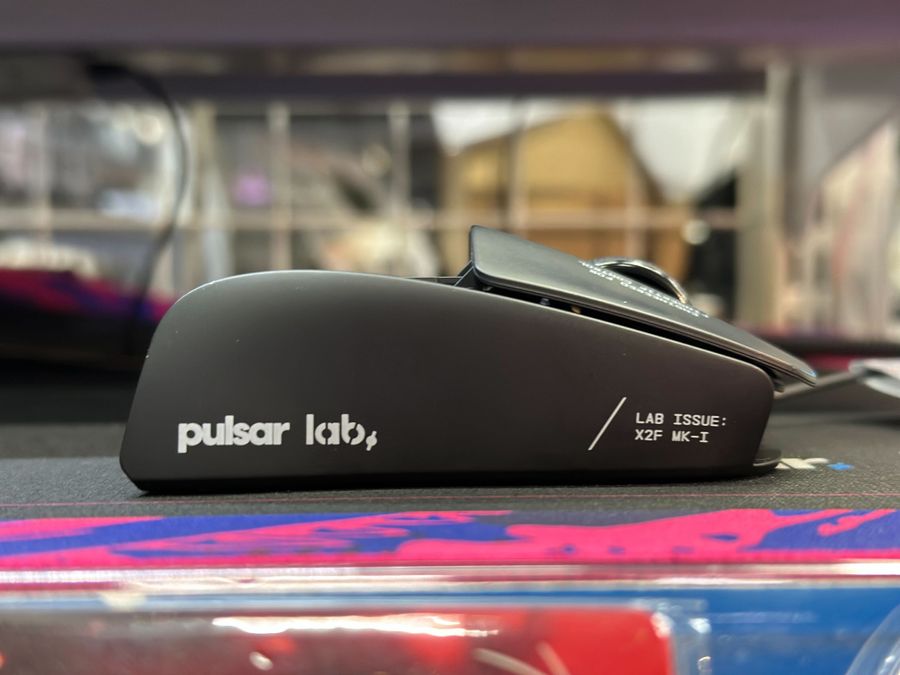 pulsar lab
LAB ISSUE:
X2F MK-I